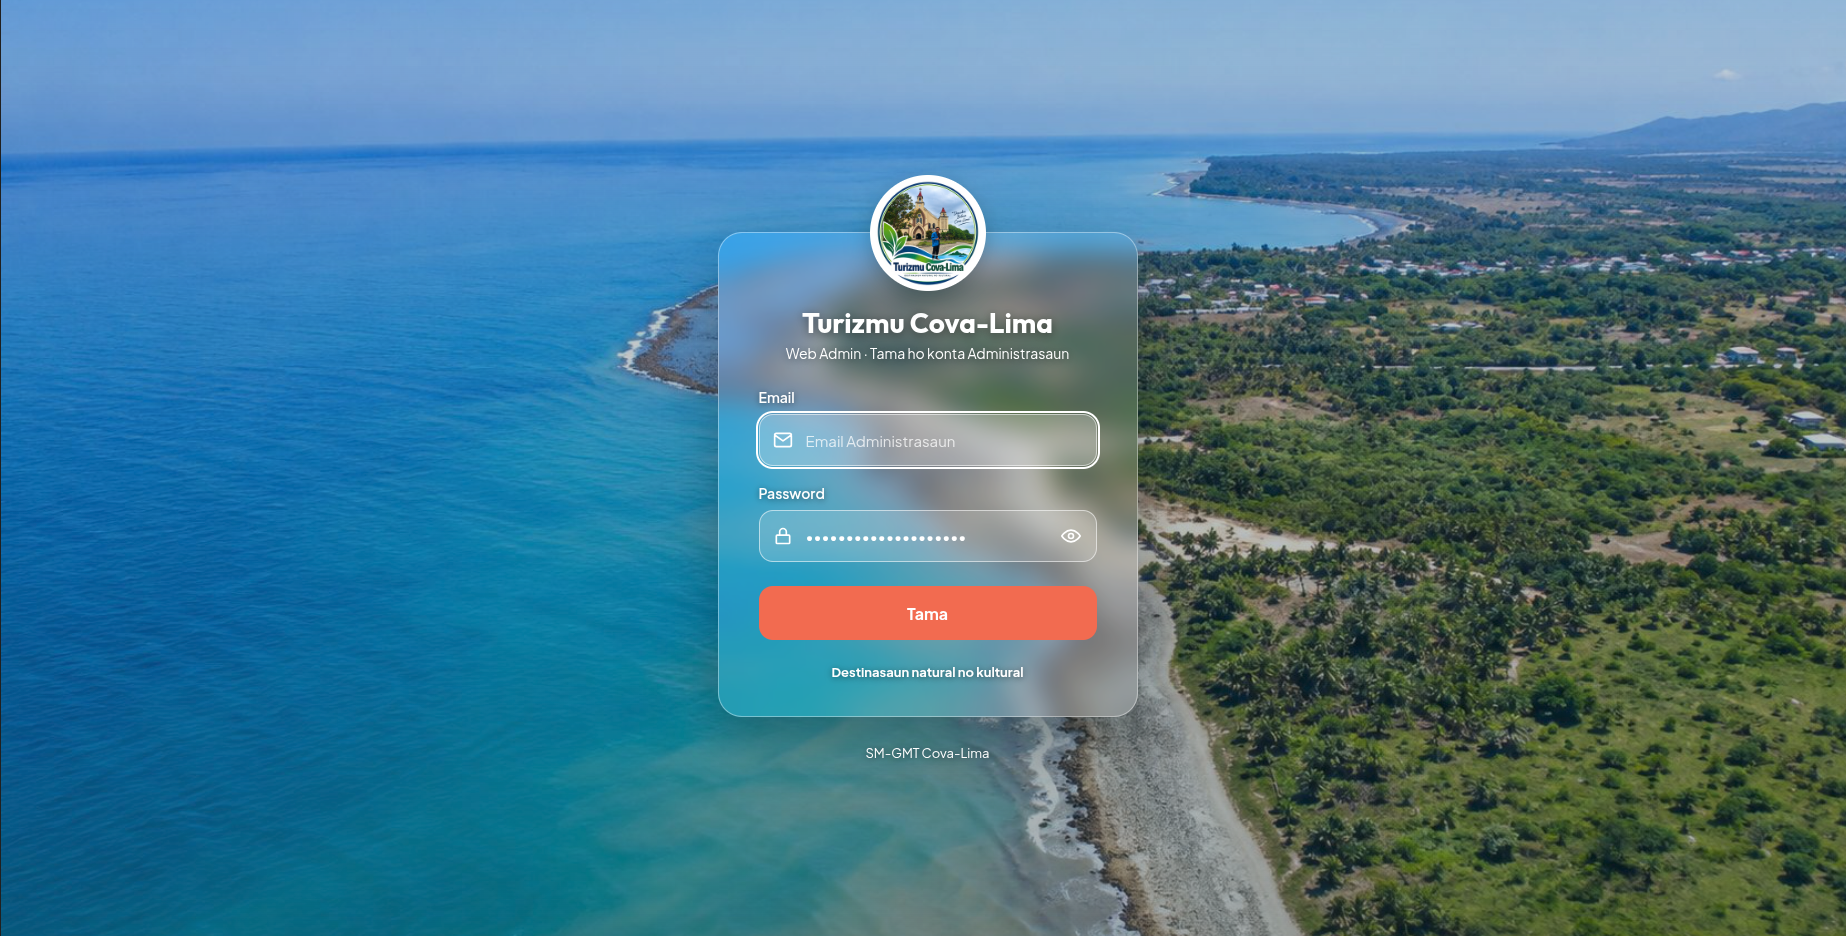 Turizmu Cova-Lima
Turizmu Cova-Lima
Web Admin · Tama ho konta Administrasaun
Email
Email Administrasaun
Password
Tama
Destinasaun natural no kultural
SM-GMT Cova-Lima